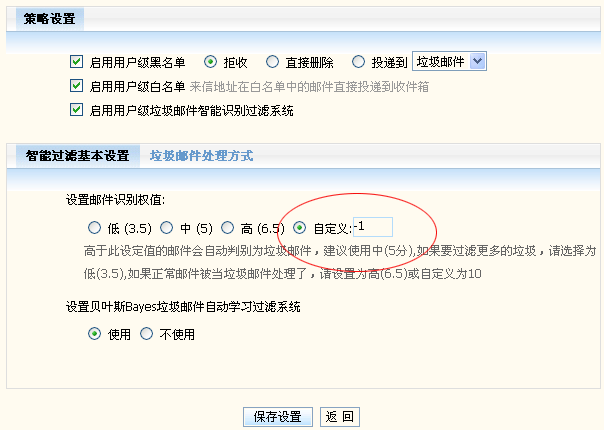 策略设置
启用用户级黑名单 拒收 直接删除 投递到 垃圾邮件
启用用户级白名单 来信地址在白名单中的邮件直接投递到收件箱
启用用户级垃圾邮件智能识别过滤系统
智能过滤基本设置 垃圾邮件处理方式
设置邮件识别权值:
低 (3.5) 中 (5) 高 (6.5) 自定义:-1
高于此设定值的邮件会自动判别为垃圾邮件，建议使用中(5分),如果要过滤更多的垃圾，请选择为
低(3.5),如果正常邮件被当垃圾邮件处理了，请设置为高(6.5)或自定义为10
设置贝叶斯Bayes垃圾邮件自动学习过滤系统
使用 不使用
保存设置 返 回